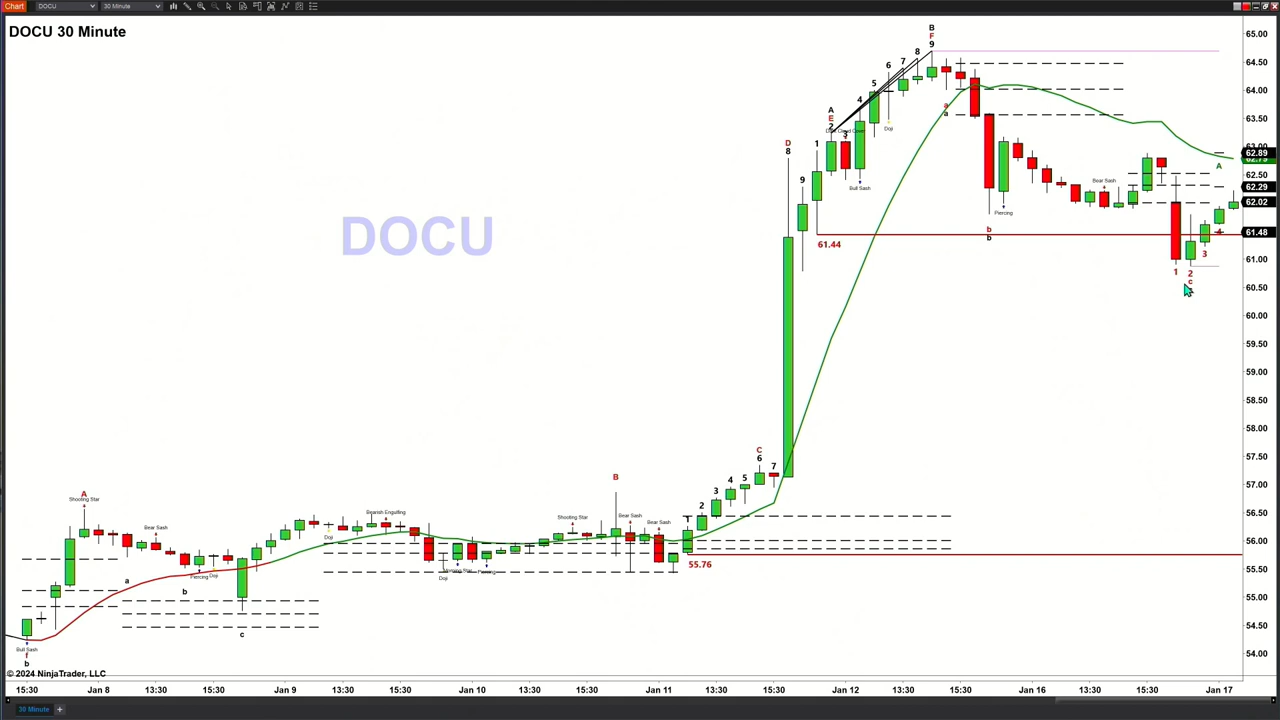 Chart DOCU 30 Minute
DOCU 30 Minute
DOCU
65.00
64.50
64.00
63.50
63.00
62.89
62.50
62.29
62.02
61.48
61.00
60.50
60.00
59.50
59.00
58.50
58.00
57.50
57.00
56.50
56.00
55.50
55.00
54.50
54.00
B
F
9
8
7
6
5
4
A
E
2
3
Doji
Bull Sash
D
8
1
9
a
a
Piercing
b
b
61.44
Bear Sash
A
4
3
1
2
c
C
6
7
5
4
3
2
1
B
Bear Sash
Bear Sash
Shooting Star
55.76
A
Shooting Star
Bear Sash
Bearish Engulfing
Doji
Doji
Piercing
Doji
a
b
c
Bull Sash
f
b
© 2024 NinjaTrader, LLC
15:30 Jan 8 13:30 15:30 Jan 9 13:30 15:30 Jan 10 13:30 15:30 Jan 11 13:30 15:30 Jan 12 13:30 15:30 Jan 16 13:30 15:30 Jan 17
30 Minute +